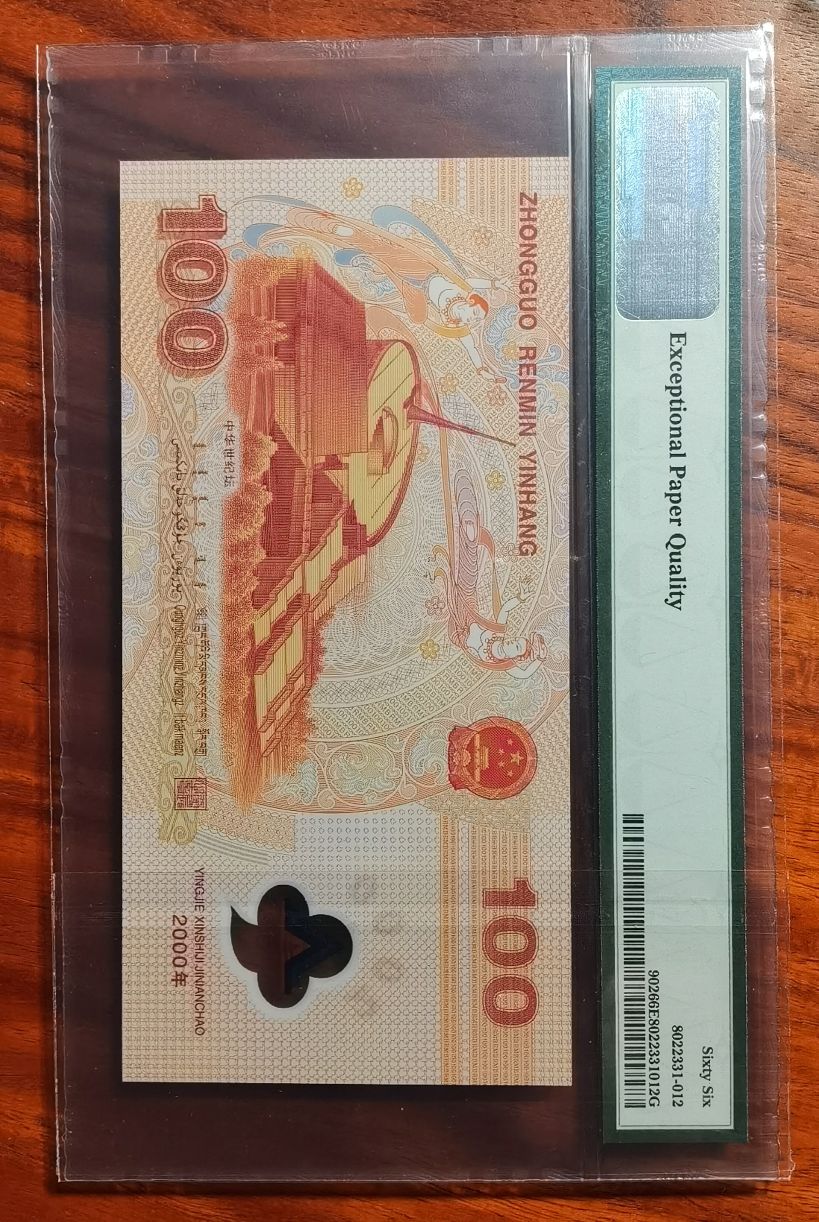 Exceptional Paper Quality
Sixty Six
8022331-012
90266E8022331012G
ZHONGGUO RENMIN YINHANG
100
100
中华世纪坛
YINGJIE XINSHIJI JINIANCHAO
2000年